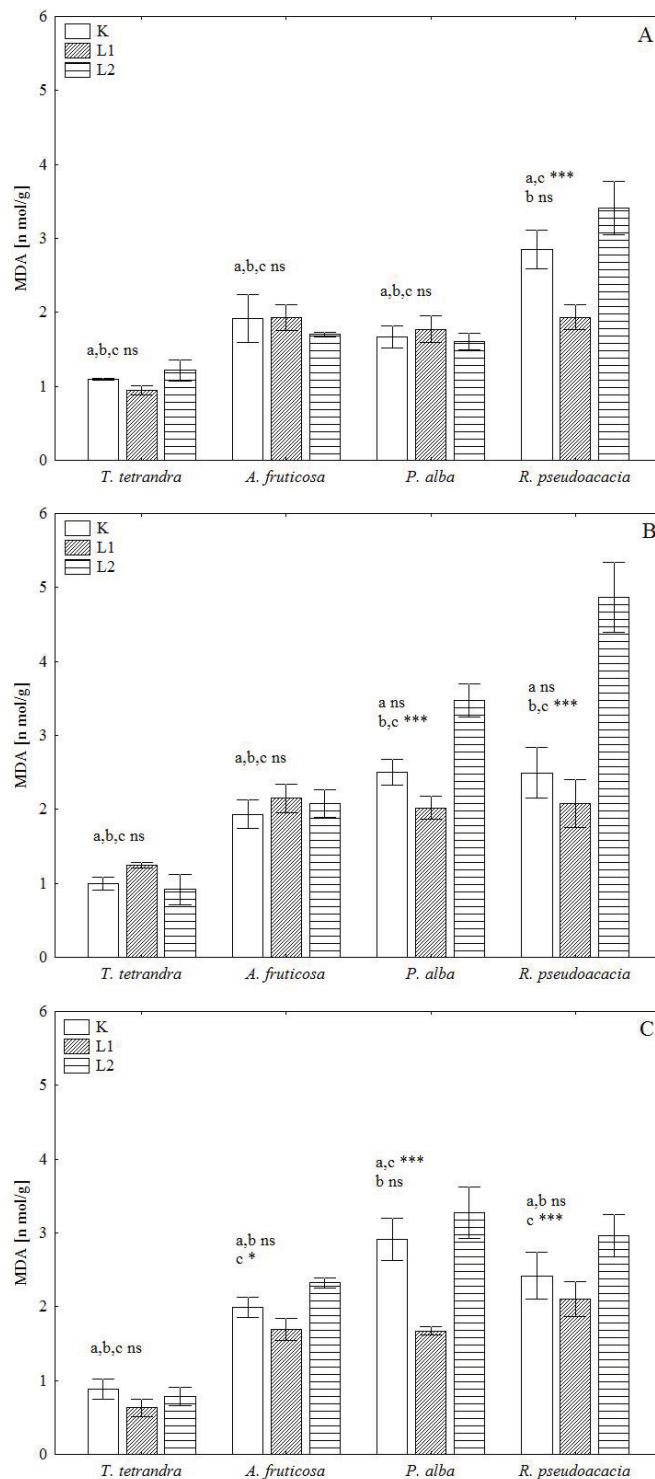 K
L1
L2
A
6
5
4
3
2
1
0
MDA [n mol/g]
a,b,c ns
a,b,c ns
a,b,c ns
a,c ***
b ns
T. tetrandra
A. fruticosa
P. alba
R. pseudoacacia
K
L1
L2
B
6
5
4
3
2
1
0
MDA [n mol/g]
a,b,c ns
a,b,c ns
a ns
b,c ***
a ns
b,c ***
T. tetrandra
A. fruticosa
P. alba
R. pseudoacacia
K
L1
L2
C
6
5
4
3
2
1
0
MDA [n mol/g]
a,b,c ns
a,b ns
c *
a,c ***
b ns
a,b ns
c ***
T. tetrandra
A. fruticosa
P. alba
R. pseudoacacia